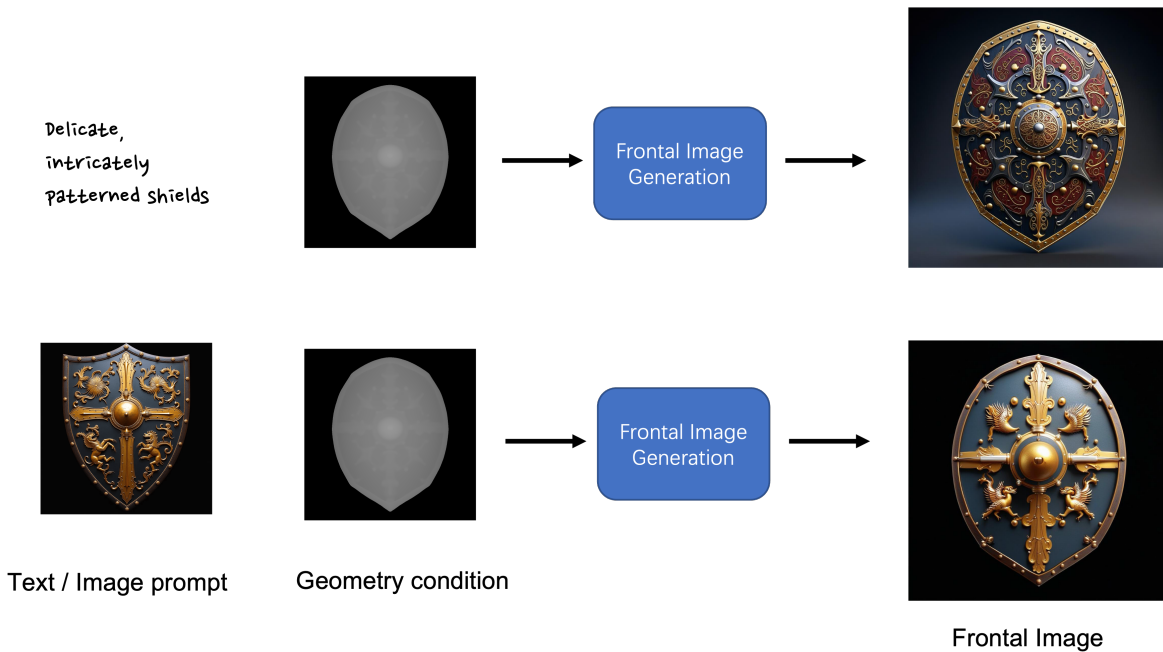 Delicate,
intricately
patterned shields
Frontal Image
Generation
Frontal Image
Generation
Text / Image prompt
Geometry condition
Frontal Image